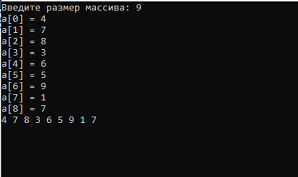 Введите размер массива: 9
a[0] = 4
a[1] = 7
a[2] = 8
a[3] = 3
a[4] = 6
a[5] = 5
a[6] = 9
a[7] = 1
a[8] = 7
4 7 8 3 6 5 9 1 7